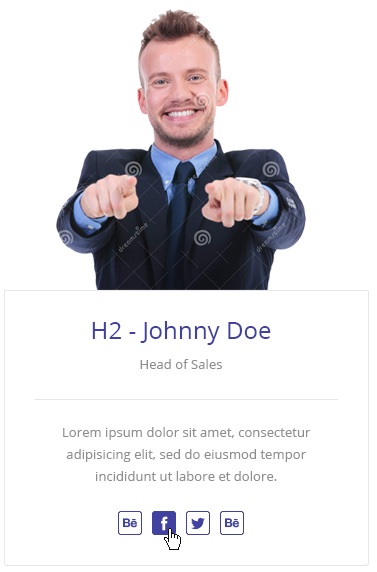 dreamstime
dreamstime
H2 - Johnny Doe
Head of Sales
Lorem ipsum dolor sit amet, consectetur
adipisicing elit, sed do eiusmod tempor
incididunt ut labore et dolore.
Bē f Bē